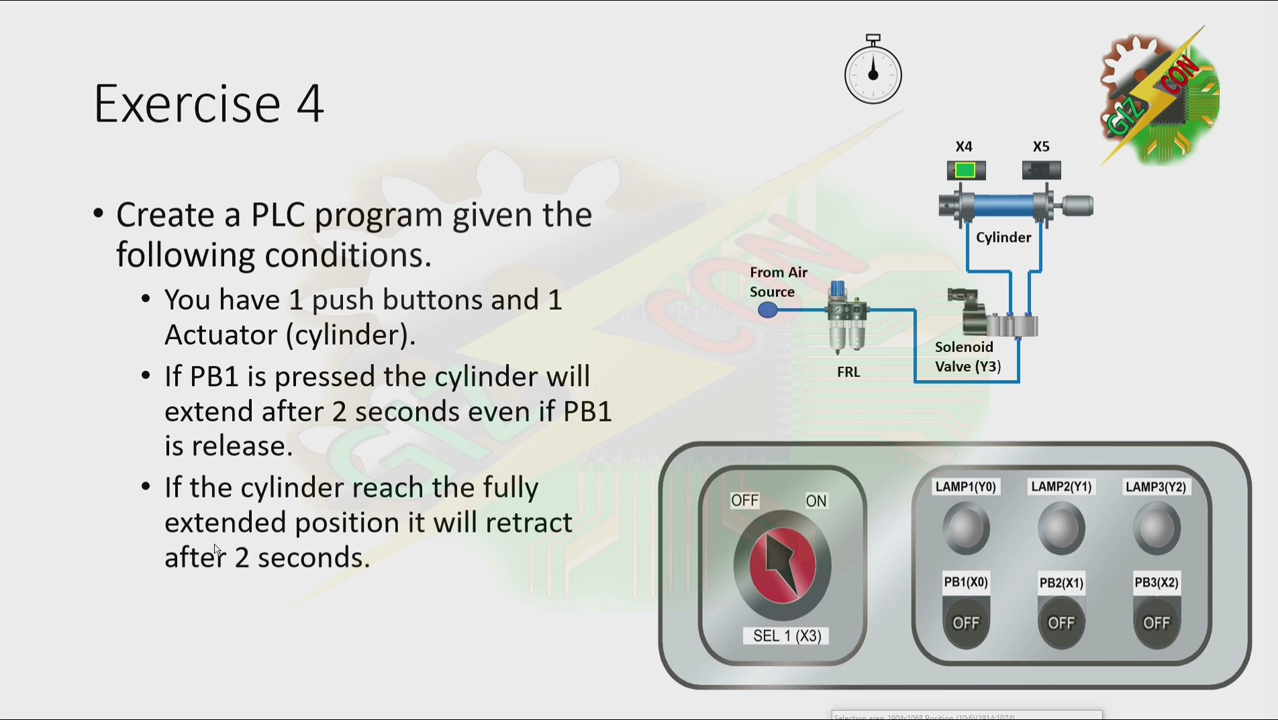 Exercise 4
GIZ CON
• Create a PLC program given the
following conditions.
• You have 1 push buttons and 1
Actuator (cylinder).
• If PB1 is pressed the cylinder will
extend after 2 seconds even if PB1
is release.
• If the cylinder reach the fully
extended position it will retract
after 2 seconds.
X4 X5
Cylinder
From Air
Source
FRL
Solenoid
Valve (Y3)
OFF ON
SEL 1 (X3)
LAMP1(Y0) LAMP2(Y1) LAMP3(Y2)
PB1(X0) PB2(X1) PB3(X2)
OFF OFF OFF